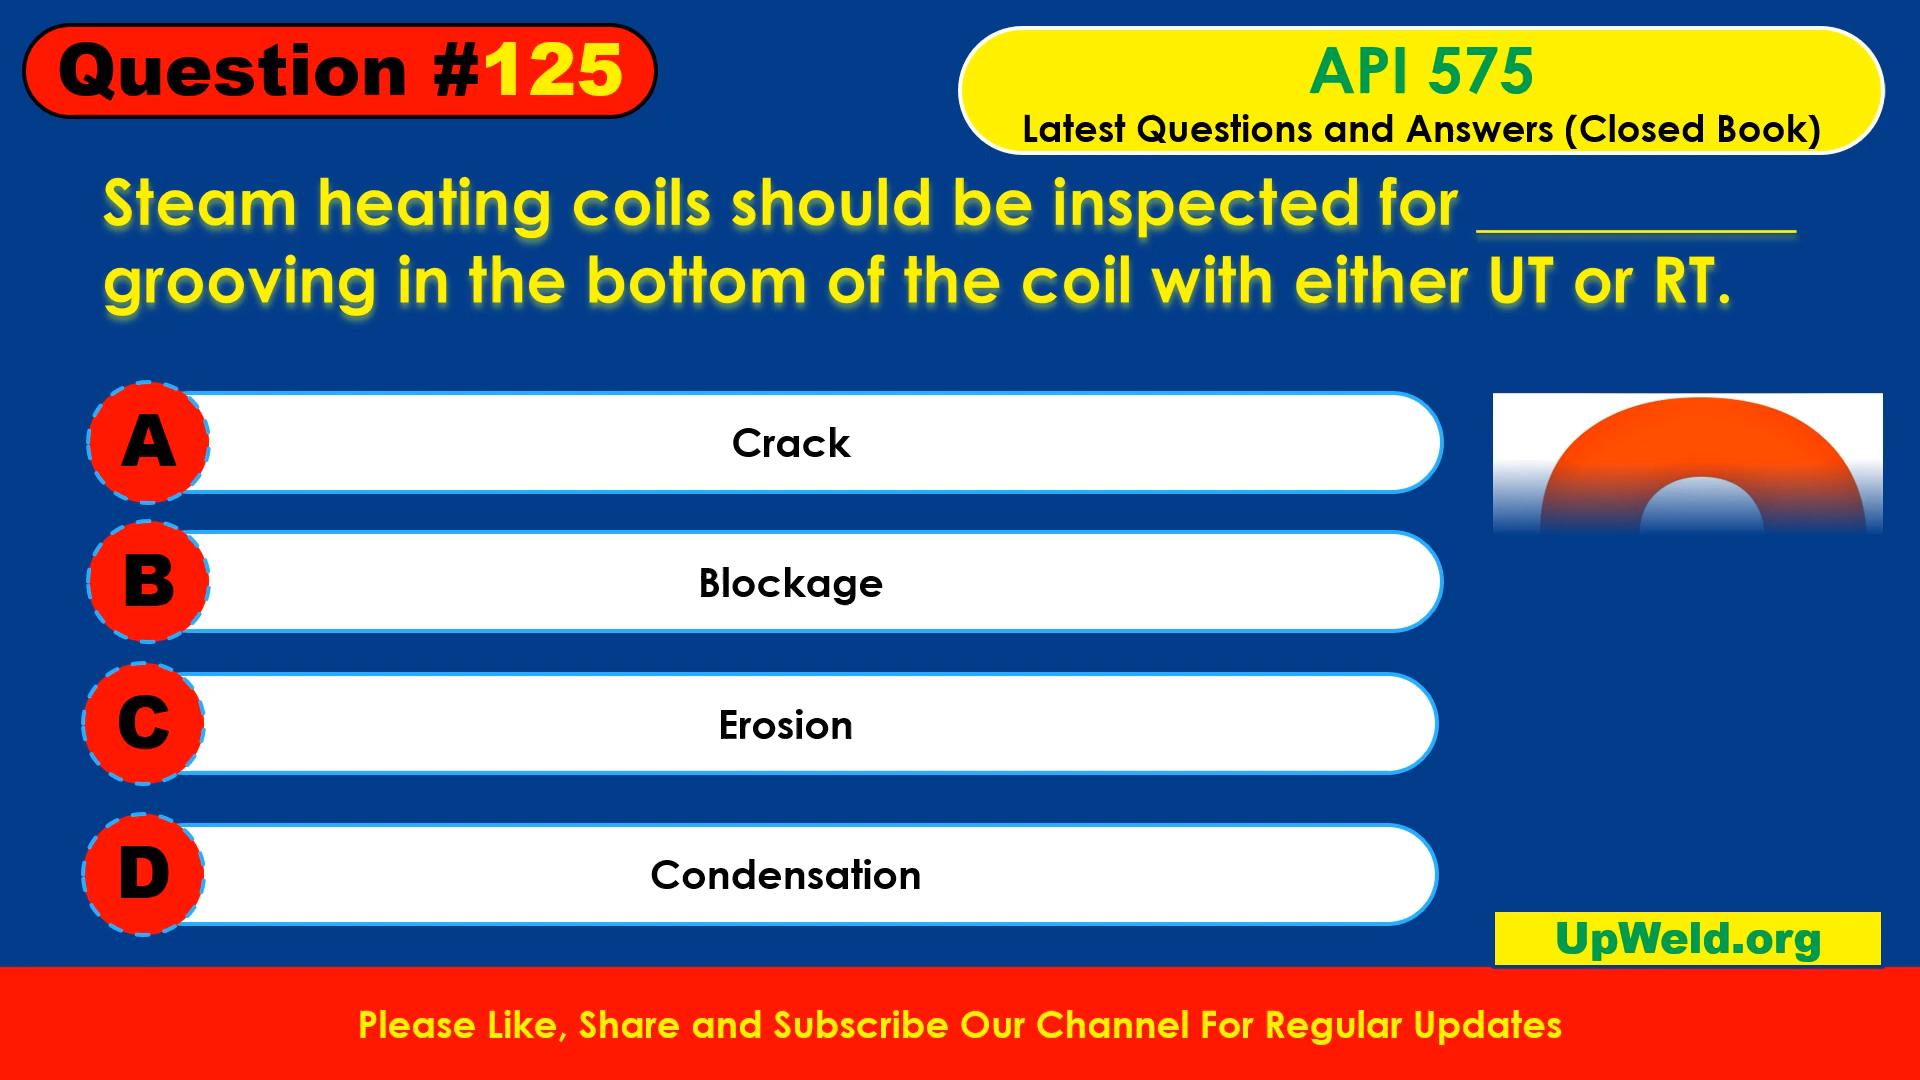 Question #125
API 575
Latest Questions and Answers (Closed Book)
Steam heating coils should be inspected for __________
grooving in the bottom of the coil with either UT or RT.
A
Crack
B
Blockage
C
Erosion
D
Condensation
UpWeld.org
Please Like, Share and Subscribe Our Channel For Regular Updates